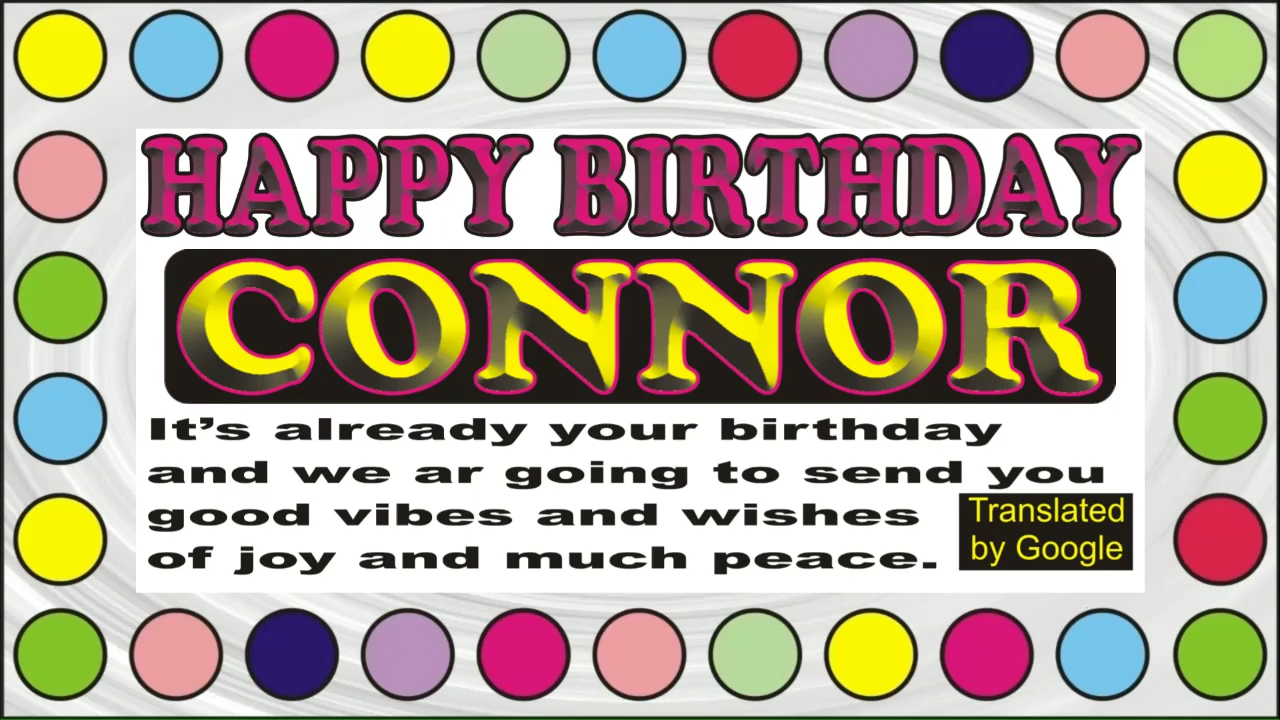 HAPPY BIRTHDAY
CONNOR
It's already your birthday
and we ar going to send you
good vibes and wishes
of joy and much peace.
Translated
by Google